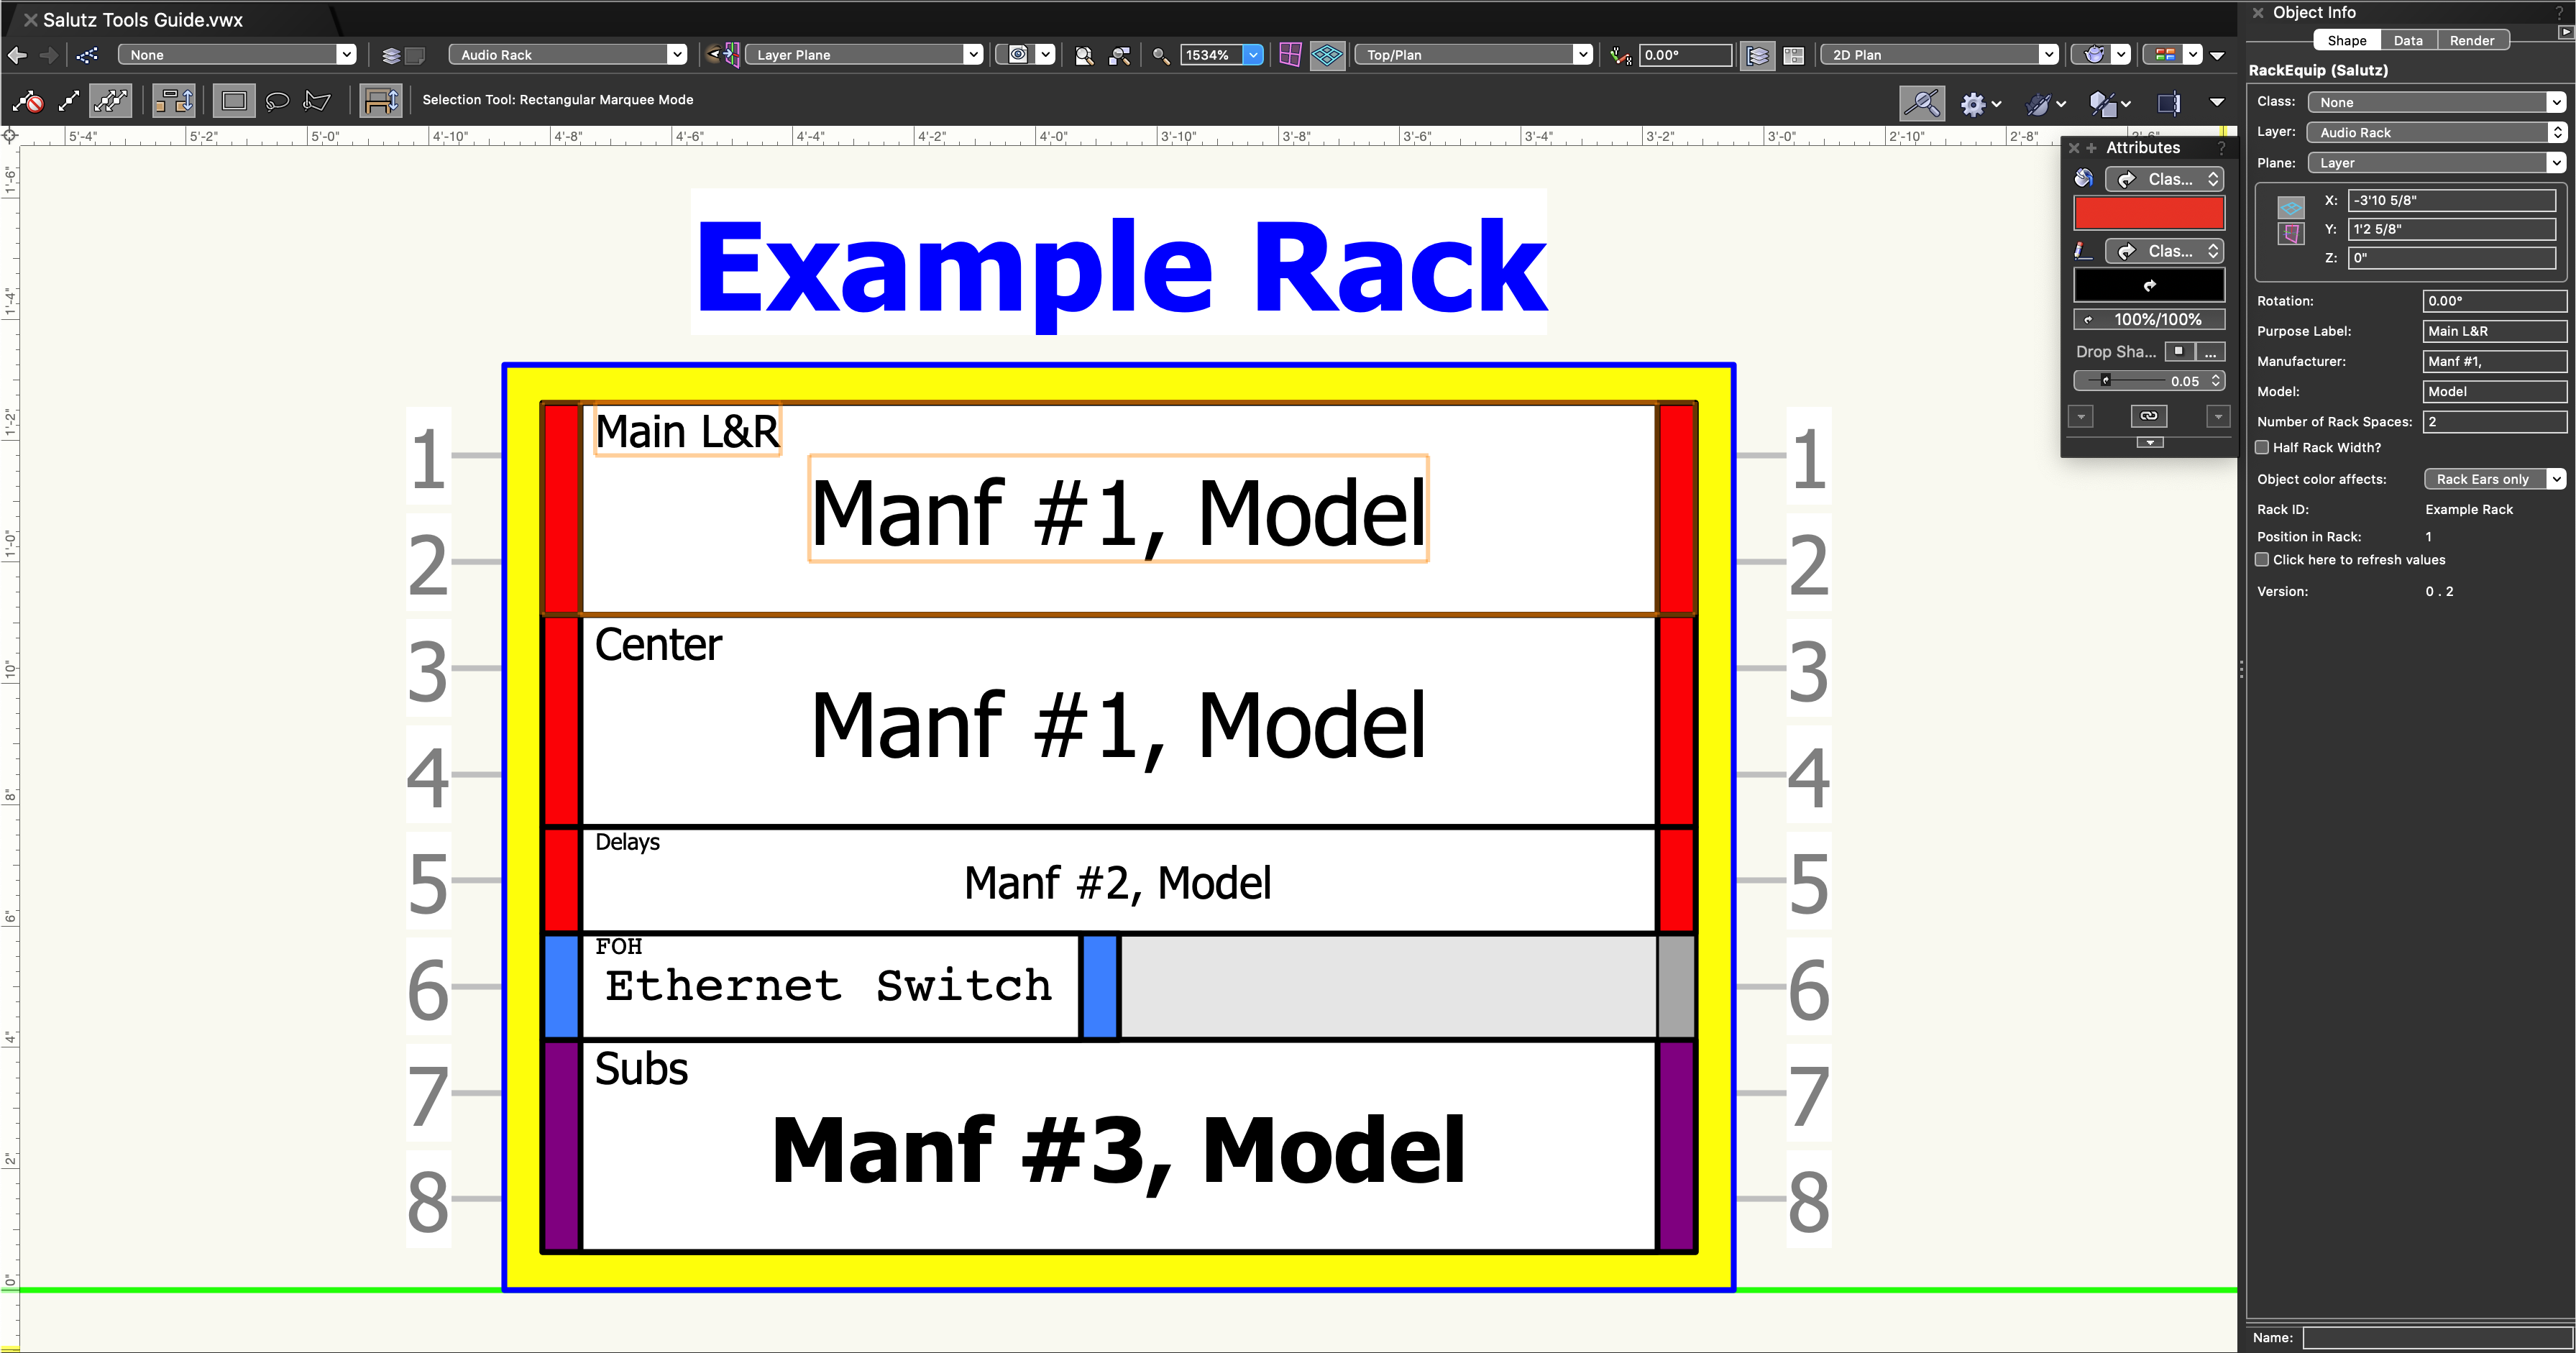 Salutz Tools Guide.vwx
None
Audio Rack
Layer Plane
1534%
Top/Plan
0.00°
2D Plan
Selection Tool: Rectangular Marquee Mode
5'-4" 5'-2" 5'-0" 4'-10" 4'-8" 4'-6" 4'-4" 4'-2" 4'-0" 3'-10" 3'-8" 3'-6" 3'-4" 3'-2" 3'-0" 2'-10" 2'-8" 2'-6"
1'-6"
1'-4"
1'-2"
1'-0"
10"
8"
6"
4"
2"
0"
Example Rack
1 Main L&R 1
Manf #1, Model
2 2
3 Center 3
Manf #1, Model
4 4
Delays
5 Manf #2, Model 5
FOH
6 Ethernet Switch 6
7 Subs 7
Manf #3, Model
8 8
Attributes ?
Clas...
Clas...
100%/100%
Drop Sha... ...
0.05
Object Info ?
Shape Data Render
RackEquip (Salutz)
Class: None
Layer: Audio Rack
Plane: Layer
X: -3'10 5/8"
Y: 1'2 5/8"
Z: 0"
Rotation: 0.00°
Purpose Label: Main L&R
Manufacturer: Manf #1,
Model: Model
Number of Rack Spaces: 2
Half Rack Width?
Object color affects: Rack Ears only
Rack ID: Example Rack
Position in Rack: 1
Click here to refresh values
Version: 0 . 2
Name: